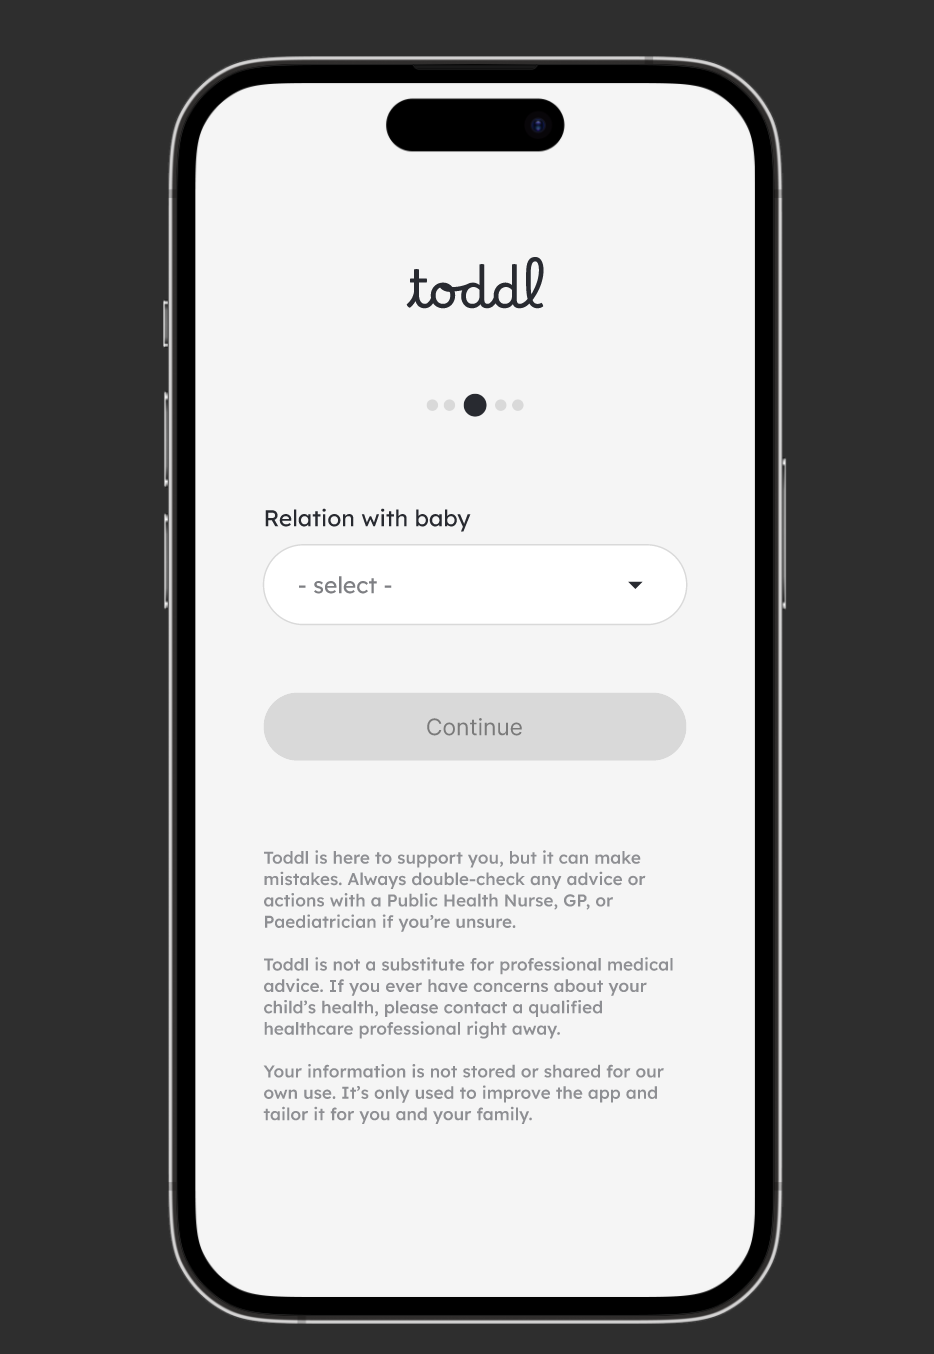 toddl
Relation with baby
- select -
Continue
Toddl is here to support you, but it can make
mistakes. Always double-check any advice or
actions with a Public Health Nurse, GP, or
Paediatrician if you’re unsure.
Toddl is not a substitute for professional medical
advice. If you ever have concerns about your
child’s health, please contact a qualified
healthcare professional right away.
Your information is not stored or shared for our
own use. It’s only used to improve the app and
tailor it for you and your family.